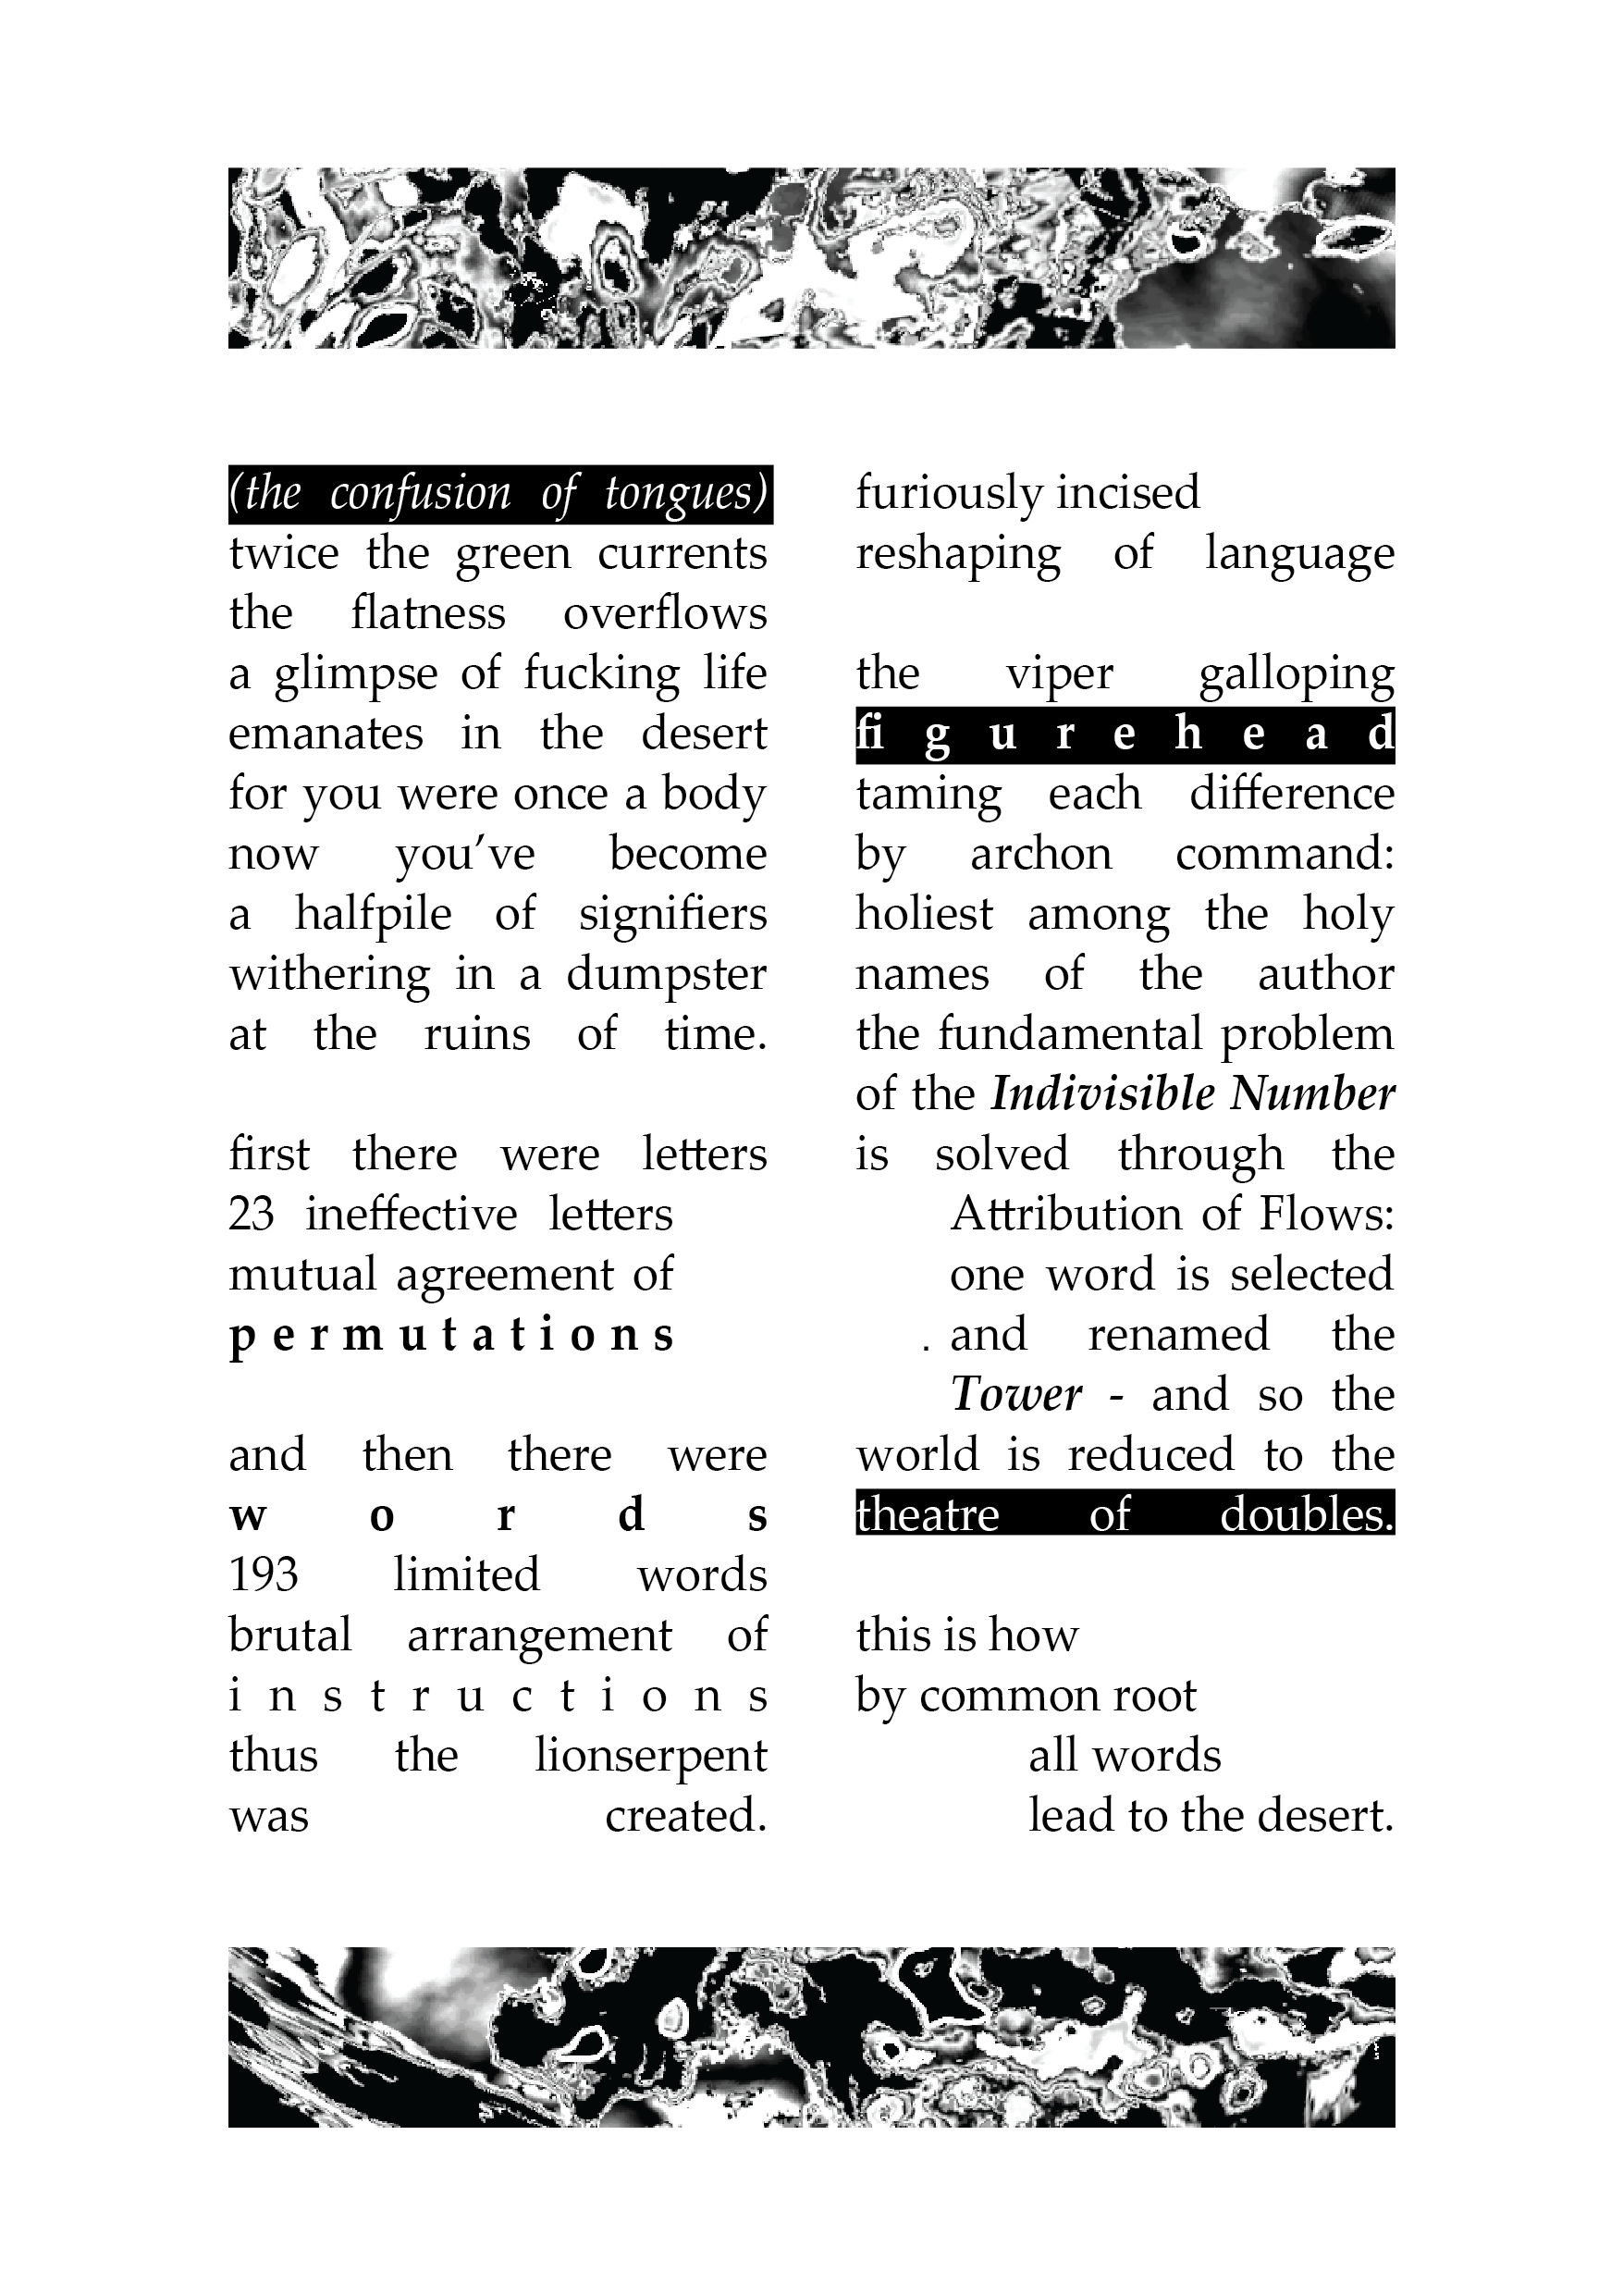 (the confusion of tongues)
twice the green currents
the flatness overflows
a glimpse of fucking life
emanates in the desert
for you were once a body
now you've become
a halfpile of signifiers
withering in a dumpster
at the ruins of time.
first there were letters
23 ineffective letters
mutual agreement of
permutations
and then there were
words
193 limited words
brutal arrangement of
instructions
thus the lionserpent
was created.
furiously incised
reshaping of language
the viper galloping
figurehead
taming each difference
by archon command:
holiest among the holy
names of the author
the fundamental problem
of the Indivisible Number
is solved through the
Attribution of Flows:
one word is selected
. and renamed the
Tower - and so the
world is reduced to the
theatre of doubles.
this is how
by common root
all words
lead to the desert.